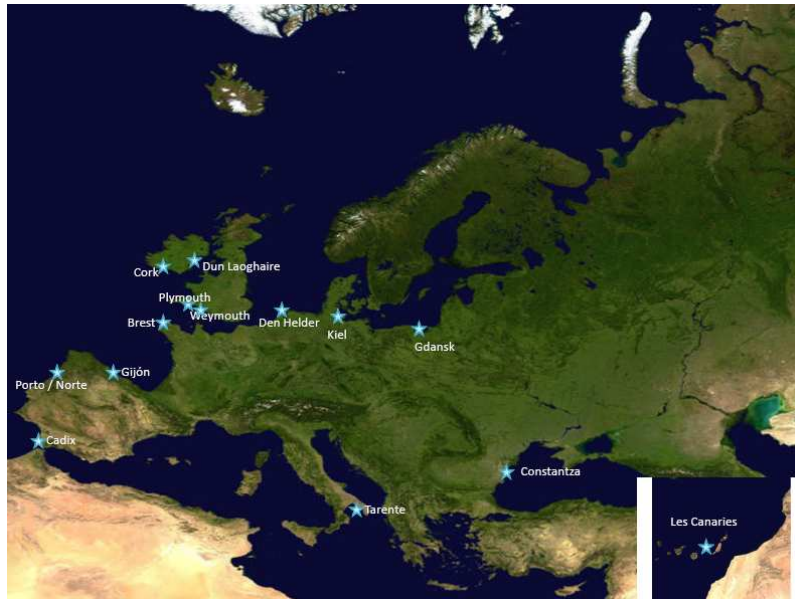 Dun Laoghaire
Cork
Plymouth
Weymouth
Brest
Den Helder
Kiel
Gdansk
Gijón
Porto / Norte
Cadix
Constantza
Tarente
Les Canaries